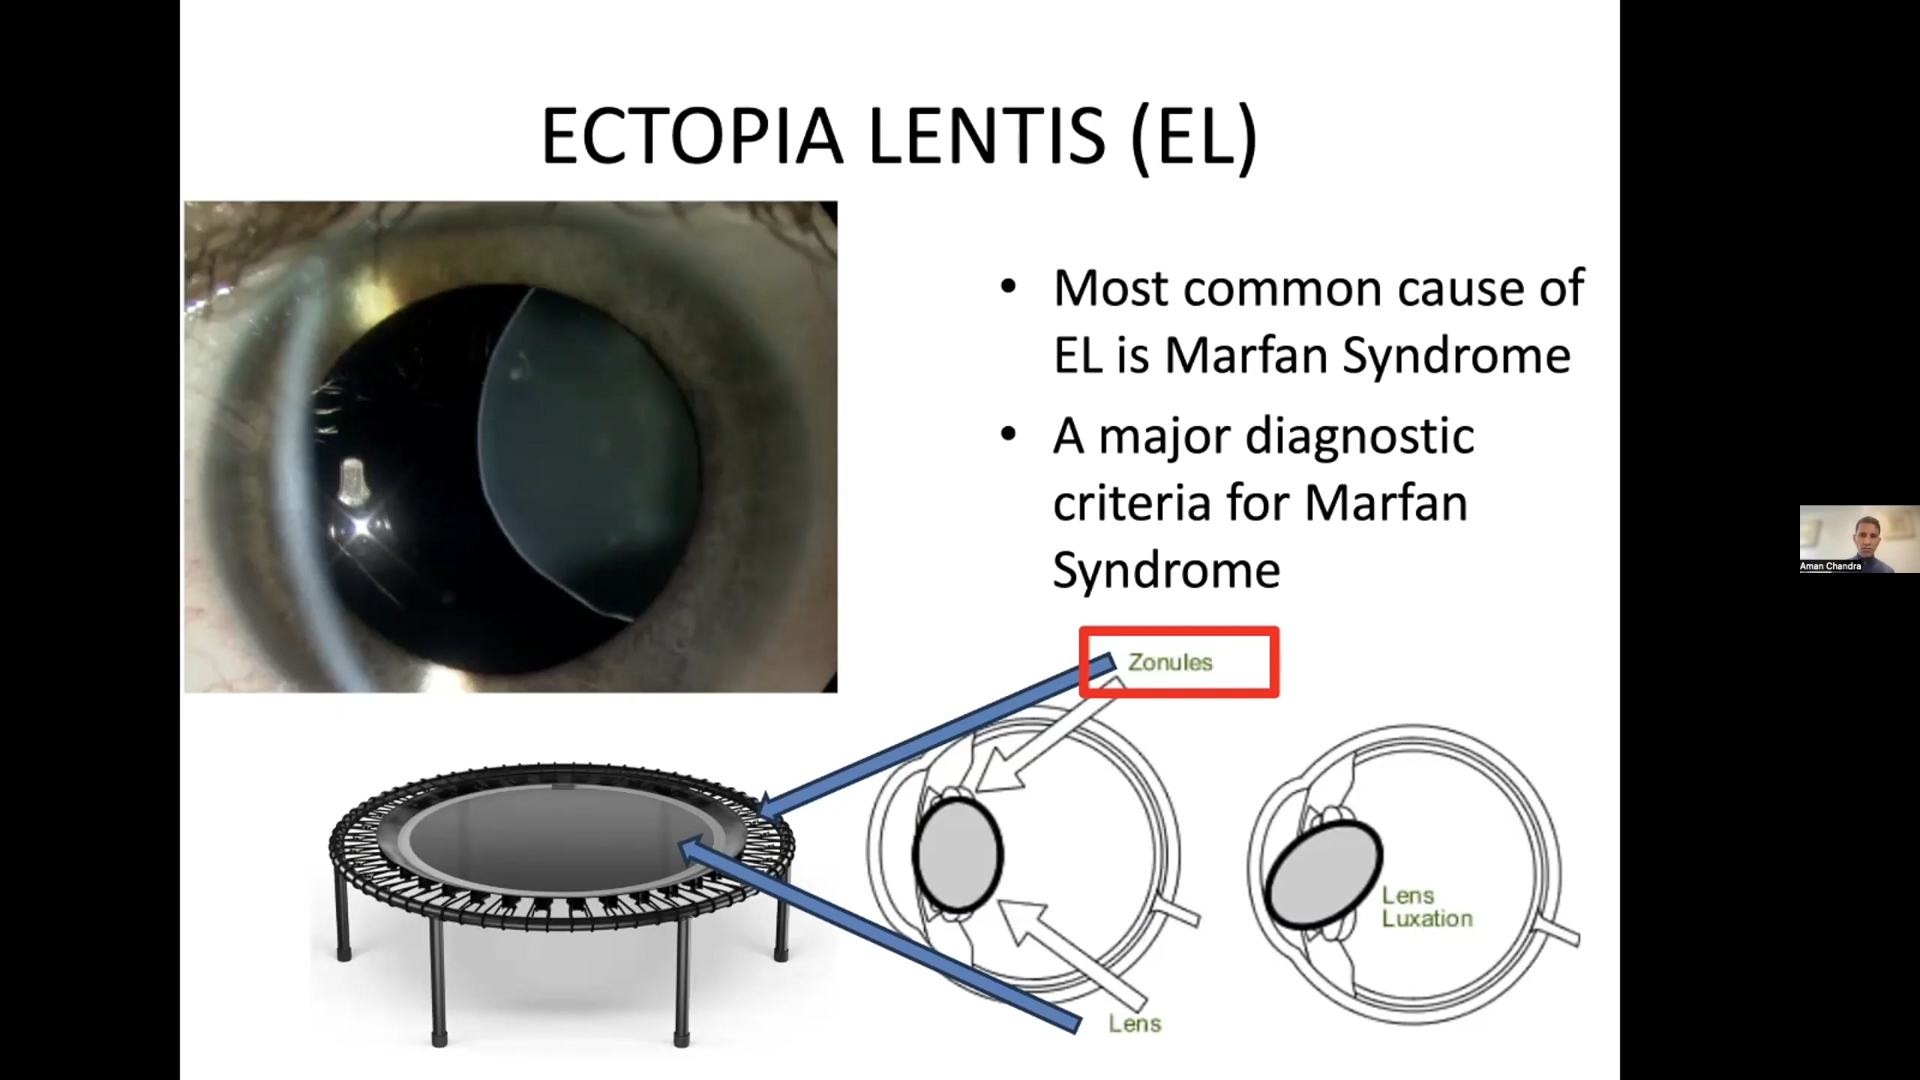 ECTOPIA LENTIS (EL)
• Most common cause of
EL is Marfan Syndrome
• A major diagnostic
criteria for Marfan
Syndrome
Zonules
Lens
Luxation
Lens
Aman Chandra